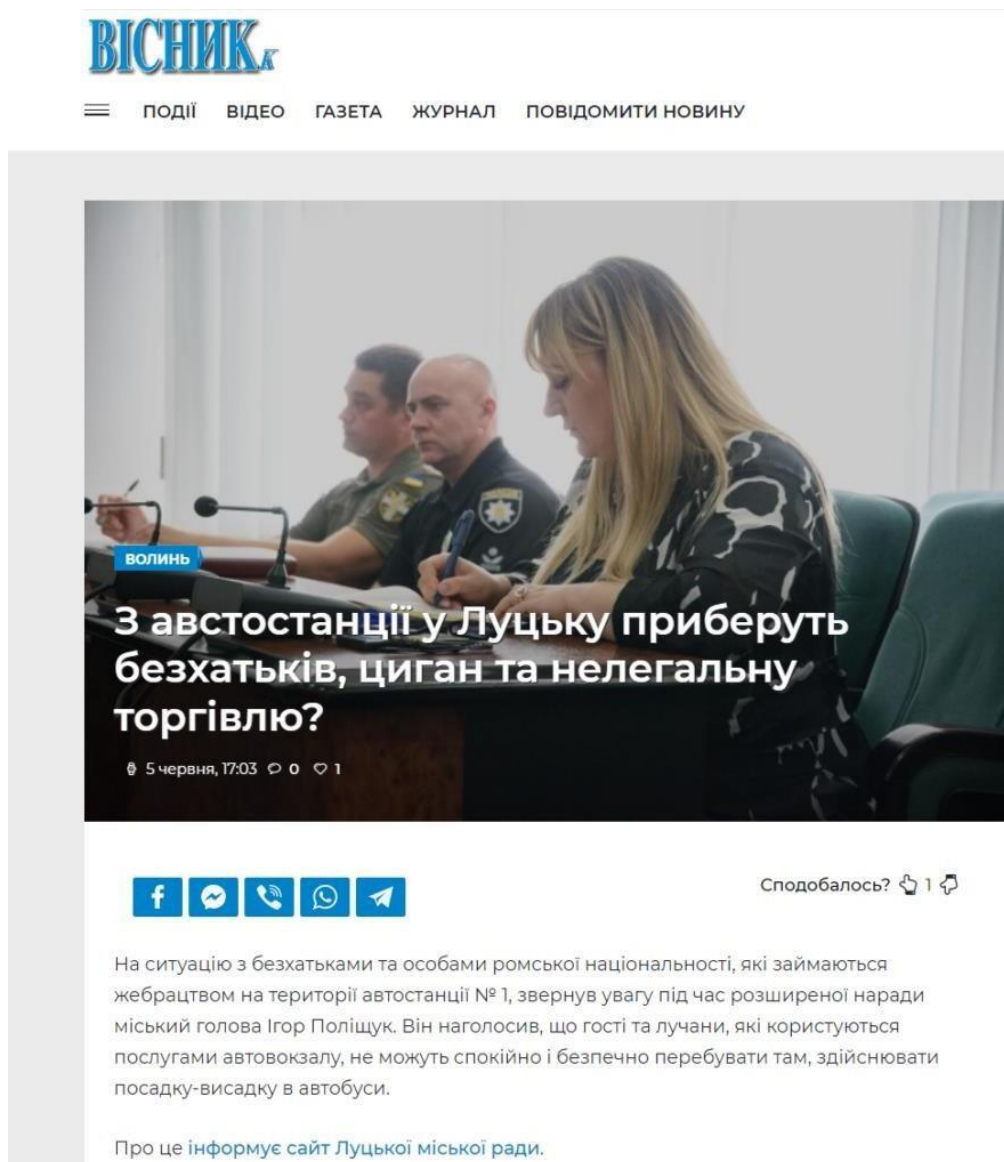 ВІСНИК.к
ПОДІЇ ВІДЕО ГАЗЕТА ЖУРНАЛ ПОВІДОМИТИ НОВИНУ
ВОЛИНЬ
З австостанції у Луцьку приберуть
безхатьків, циган та нелегальну
торгівлю?
5 червня, 17:03 0 1
Сподобалось? 1
На ситуацію з безхатьками та особами ромської національності, які займаються
жебрацтвом на території автостанції № 1, звернув увагу під час розширеної наради
міський голова Ігор Поліщук. Він наголосив, що гості та лучани, які користуються
послугами автовокзалу, не можуть спокійно і безпечно перебувати там, здійснювати
посадку-висадку в автобуси.
Про це інформує сайт Луцької міської ради.